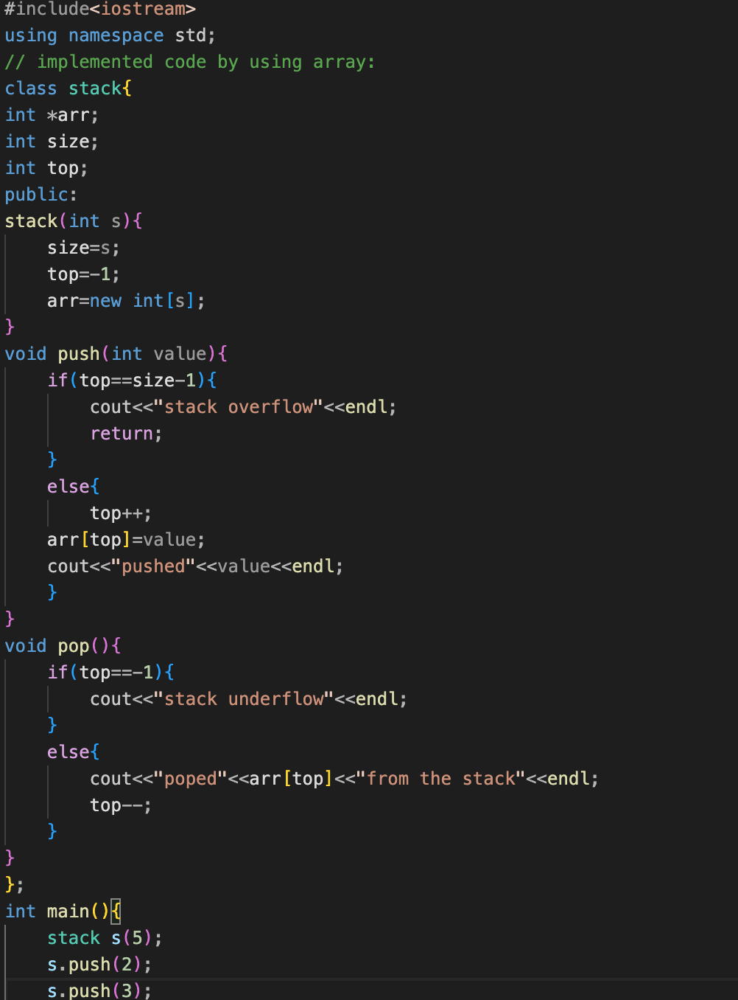 #include<iostream>
using namespace std;
// implemented code by using array:
class stack{
int *arr;
int size;
int top;
public:
stack(int s){
    size=s;
    top=-1;
    arr=new int[s];
}
void push(int value){
    if(top==size-1){
        cout<<"stack overflow"<<endl;
        return;
    }
    else{
        top++;
    arr[top]=value;
    cout<<"pushed"<<value<<endl;
    }
}
void pop(){
    if(top==-1){
        cout<<"stack underflow"<<endl;
    }
    else{
        cout<<"poped"<<arr[top]<<"from the stack"<<endl;
        top--;
    }
}
};
int main(){
    stack s(5);
    s.push(2);
    s.push(3);